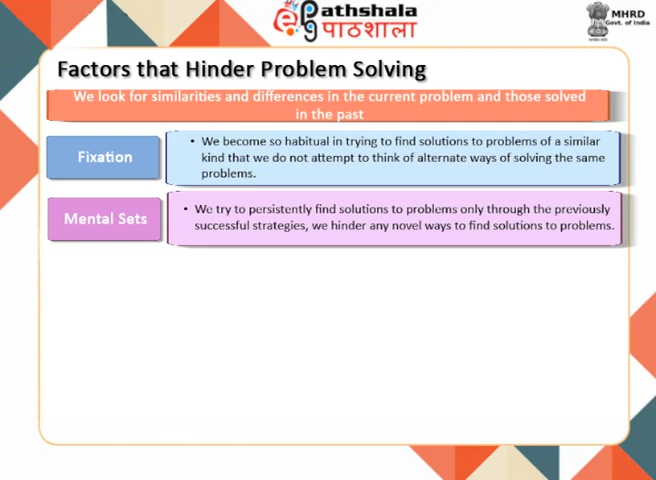 ePathshala
पाठशाला
MHRD
Govt. of India
Factors that Hinder Problem Solving
We look for similarities and differences in the current problem and those solved
in the past
Fixation
• We become so habitual in trying to find solutions to problems of a similar
kind that we do not attempt to think of alternate ways of solving the same
problems.
Mental Sets
• We try to persistently find solutions to problems only through the previously
successful strategies, we hinder any novel ways to find solutions to problems.